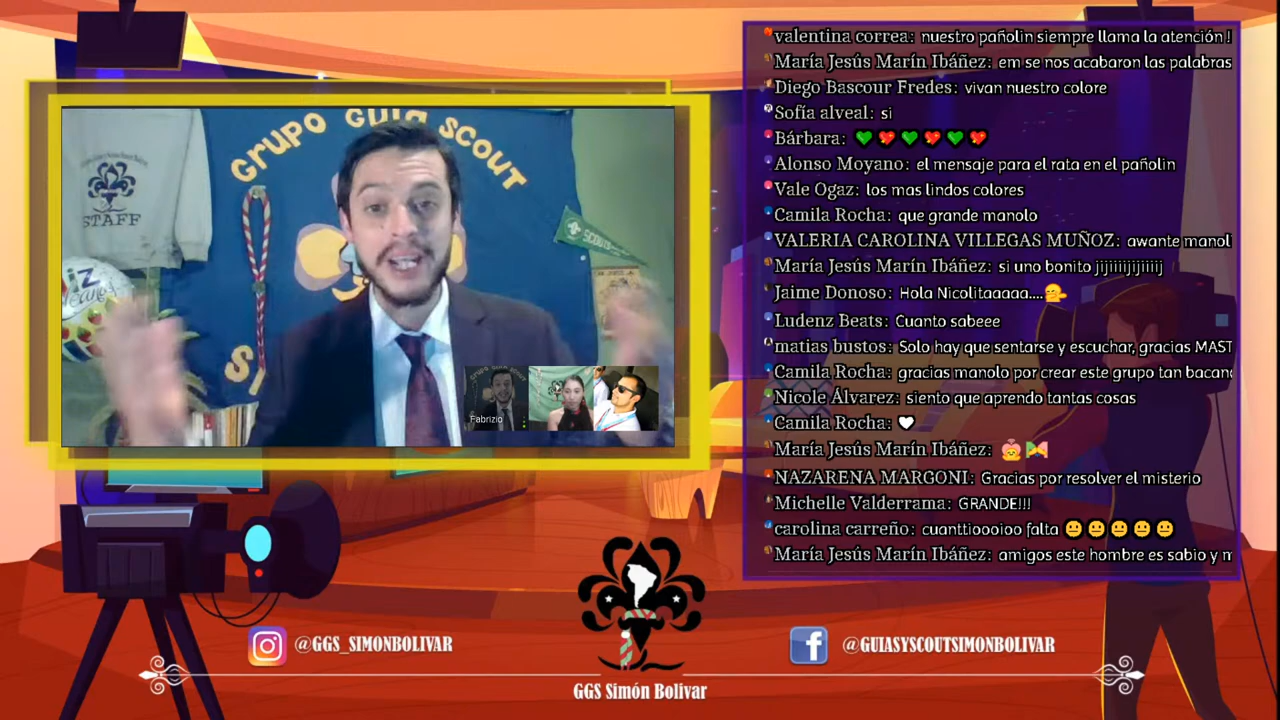 GRUPO GUIA SCOUT
STAFF
SCOUTS
Fabrizio
valentina correa: nuestro pañolin siempre llama la atención !
María Jesús Marín Ibáñez: em se nos acabaron las palabras
Diego Bascour Fredes: vivan nuestro colore
Sofía alveal: si
Bárbara: 💚💖💚💖💚💖
Alonso Moyano: el mensaje para el rata en el pañolin
Vale Ogaz: los mas lindos colores
Camila Rocha: que grande manolo
VALERIA CAROLINA VILLEGAS MUÑOZ: awante manol
María Jesús Marín Ibáñez: si uno bonito jijiiiijijiiiij
Jaime Donoso: Hola Nicolitaaaaa....🤗
Ludenz Beats: Cuanto sabeee
matias bustos: Solo hay que sentarse y escuchar, gracias MAST
Camila Rocha: gracias manolo por crear este grupo tan bacan
Nicole Álvarez: siento que aprendo tantas cosas
Camila Rocha: 🤍
María Jesús Marín Ibáñez:
NAZARENA MARGONI: Gracias por resolver el misterio
Michelle Valderrama: GRANDE!!!
carolina carreño: cuanttioooioo falta 😐😐😐😐😐
María Jesús Marín Ibáñez: amigos este hombre es sabio y m
@GGS_SIMONBOLIVAR
@GUIASYSCOUTSIMONBOLIVAR
GGS Simón Bolivar